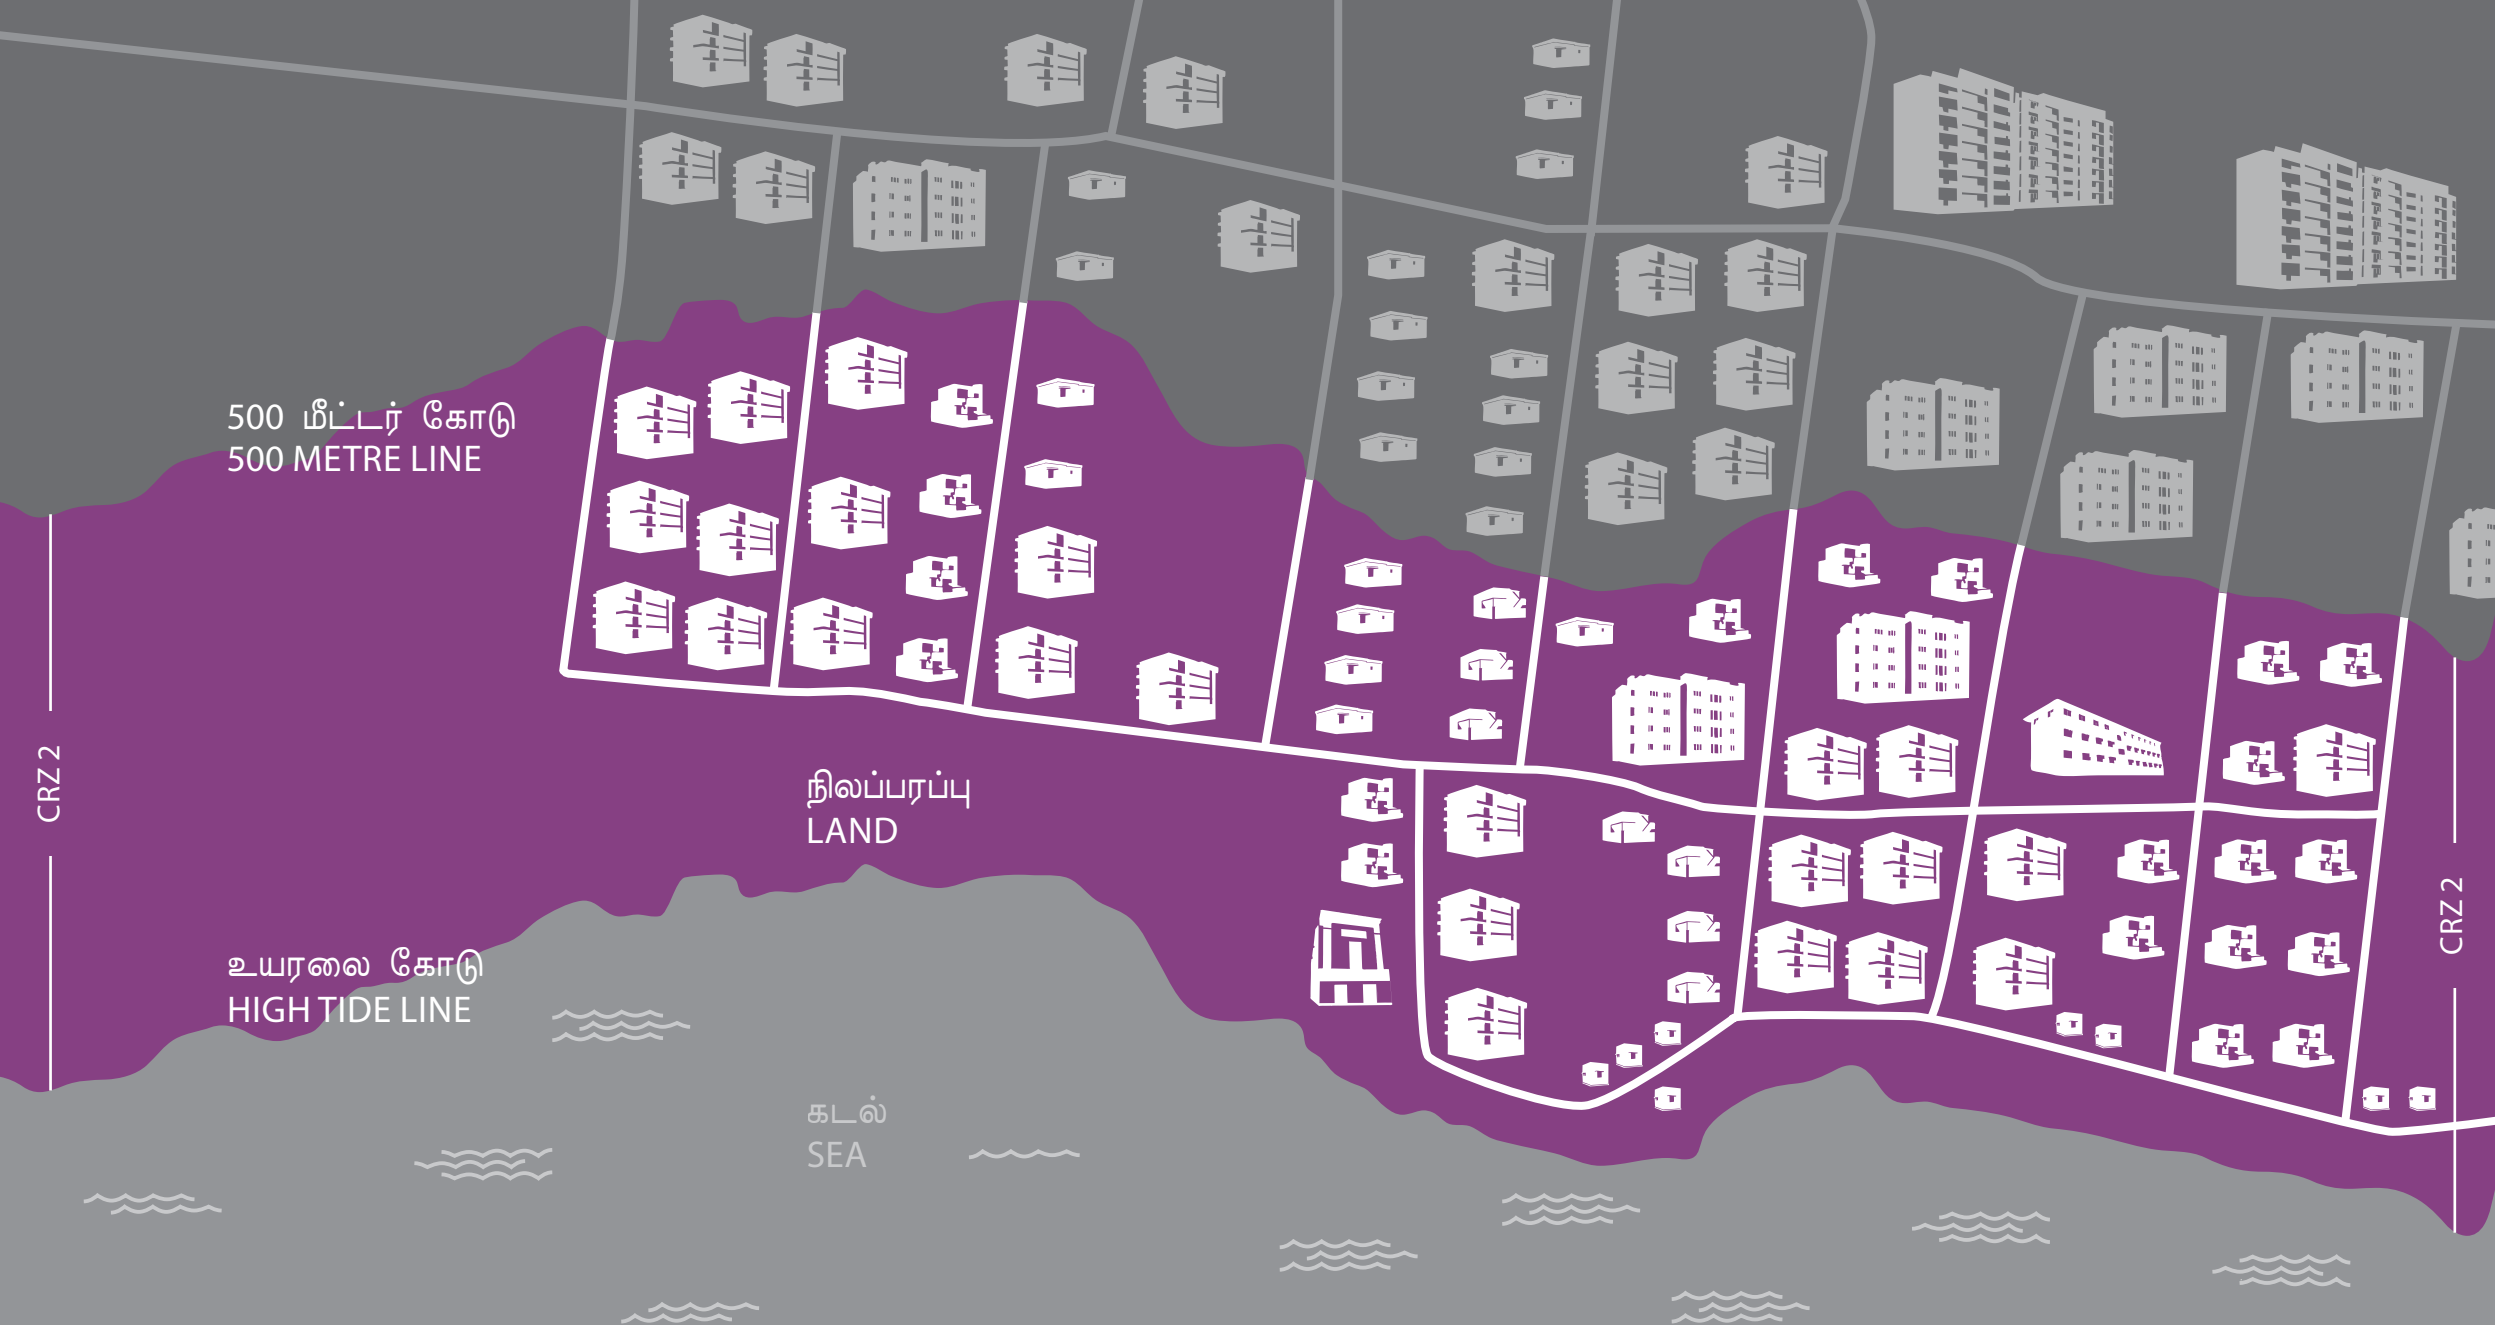 500 மீட்டர் கோடு
500 METRE LINE
CRZ 2
நிலப்பரப்பு
LAND
CRZ 2
உயரலை கோடு
HIGH TIDE LINE
கடல்
SEA